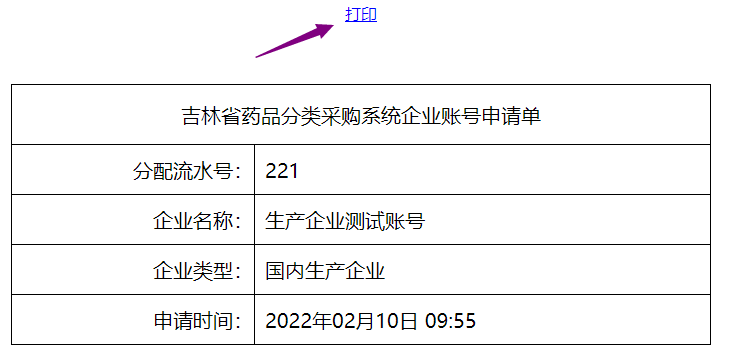 打印
吉林省药品分类采购系统企业账号申请单
分配流水号： 221
企业名称： 生产企业测试账号
企业类型： 国内生产企业
申请时间： 2022年02月10日 09:55